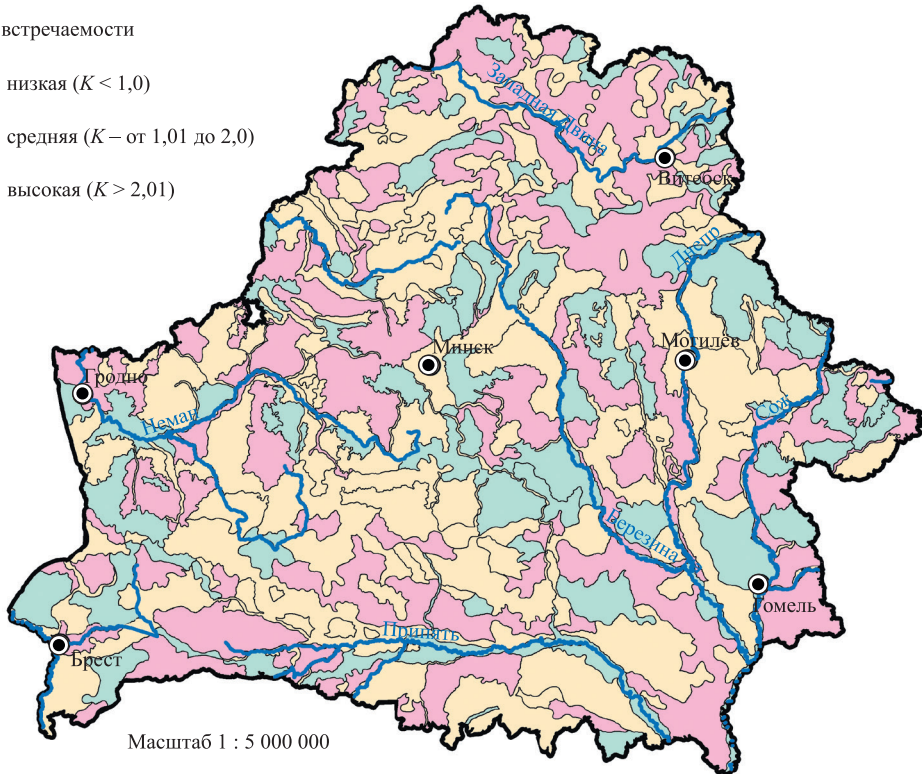 встречаемости
низкая (K < 1,0)
средняя (K – от 1,01 до 2,0)
высокая (K > 2,01)
Западная Двина
Витебск
Днепр
Минск
Могилёв
Гродно
Неман
Сож
Березина
Гомель
Припять
Брест
Масштаб 1 : 5 000 000